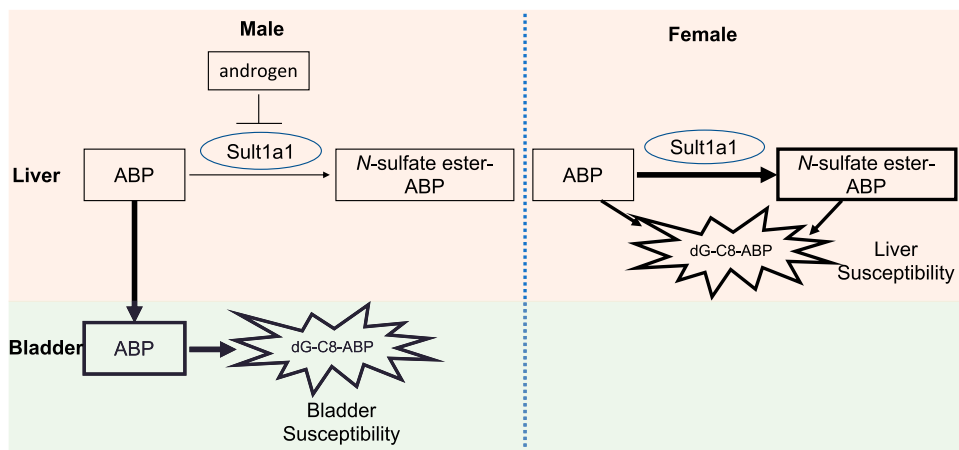 Male
Female
androgen
Sult1a1
Sult1a1
Liver
ABP
N-sulfate ester-
ABP
ABP
N-sulfate ester-
ABP
dG-C8-ABP
Liver
Susceptibility
Bladder
ABP
dG-C8-ABP
Bladder
Susceptibility